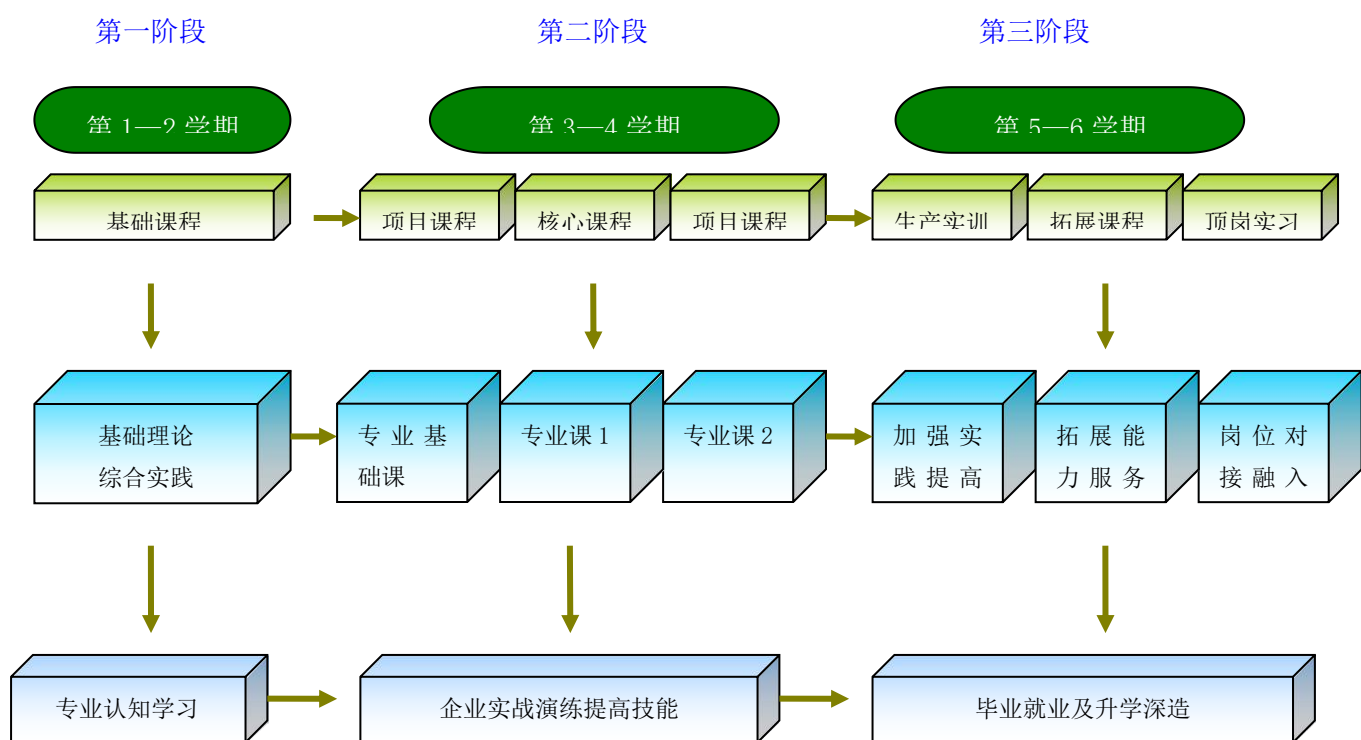 第一阶段
第二阶段
第三阶段
第 1—2 学期
第 3—4 学期
第 5—6 学期
基础课程
项目课程
核心课程
项目课程
生产实训
拓展课程
顶岗实习
基础理论
综合实践
专 业 基
础课
专业课 1
专业课 2
加 强 实
践 提 高
拓 展 能
力 服 务
岗 位 对
接 融 入
专业认知学习
企业实战演练提高技能
毕业就业及升学深造